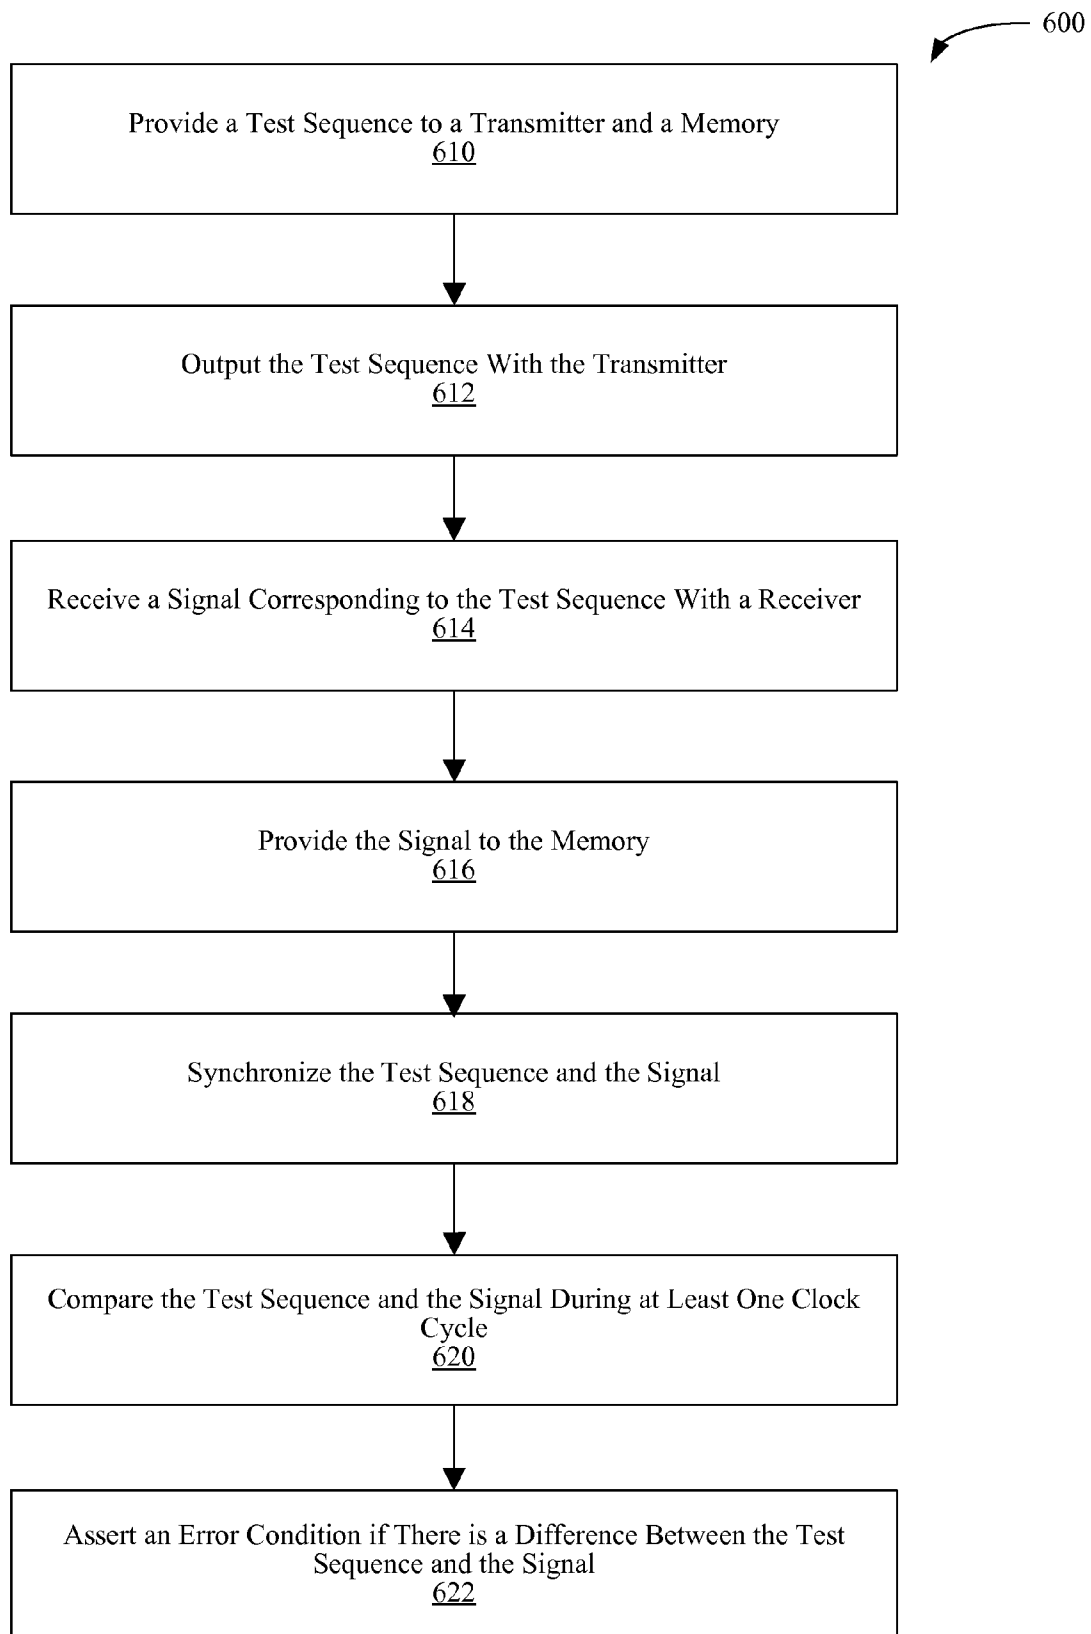 600
Provide a Test Sequence to a Transmitter and a Memory
610
Output the Test Sequence With the Transmitter
612
Receive a Signal Corresponding to the Test Sequence With a Receiver
614
Provide the Signal to the Memory
616
Synchronize the Test Sequence and the Signal
618
Compare the Test Sequence and the Signal During at Least One Clock
Cycle
620
Assert an Error Condition if There is a Difference Between the Test
Sequence and the Signal
622